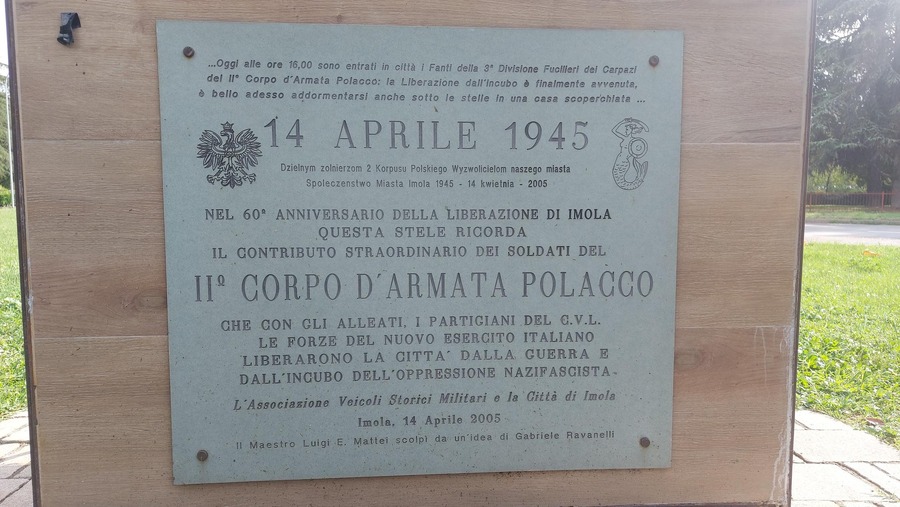 ...Oggi alle ore 16,00 sono entrati in città i Fanti della 3ª Divisione Fucilieri dei Carpazi
del IIº Corpo d'Armata Polacco: la Liberazione dall'incubo è finalmente avvenuta,
è bello adesso addormentarsi anche sotto le stelle in una casa scoperchiata ...
14 APRILE 1945
Dzielnym zolnierzom 2 Korpusu Polskiego Wyzwolicielom naszego miasta
Spoleczenstwo Miasta Imola 1945 - 14 kwietnia - 2005
NEL 60º ANNIVERSARIO DELLA LIBERAZIONE DI IMOLA
QUESTA STELE RICORDA
IL CONTRIBUTO STRAORDINARIO DEI SOLDATI DEL
IIº CORPO D'ARMATA POLACCO
CHE CON GLI ALLEATI, I PARTIGIANI DEL C.V.L.
LE FORZE DEL NUOVO ESERCITO ITALIANO
LIBERARONO LA CITTA' DALLA GUERRA E
DALL'INCUBO DELL'OPPRESSIONE NAZIFASCISTA
L'Associazione Veicoli Storici Militari e la Città di Imola
Imola, 14 Aprile 2005
Il Maestro Luigi E. Mattei scolpì da un'idea di Gabriele Ravanelli